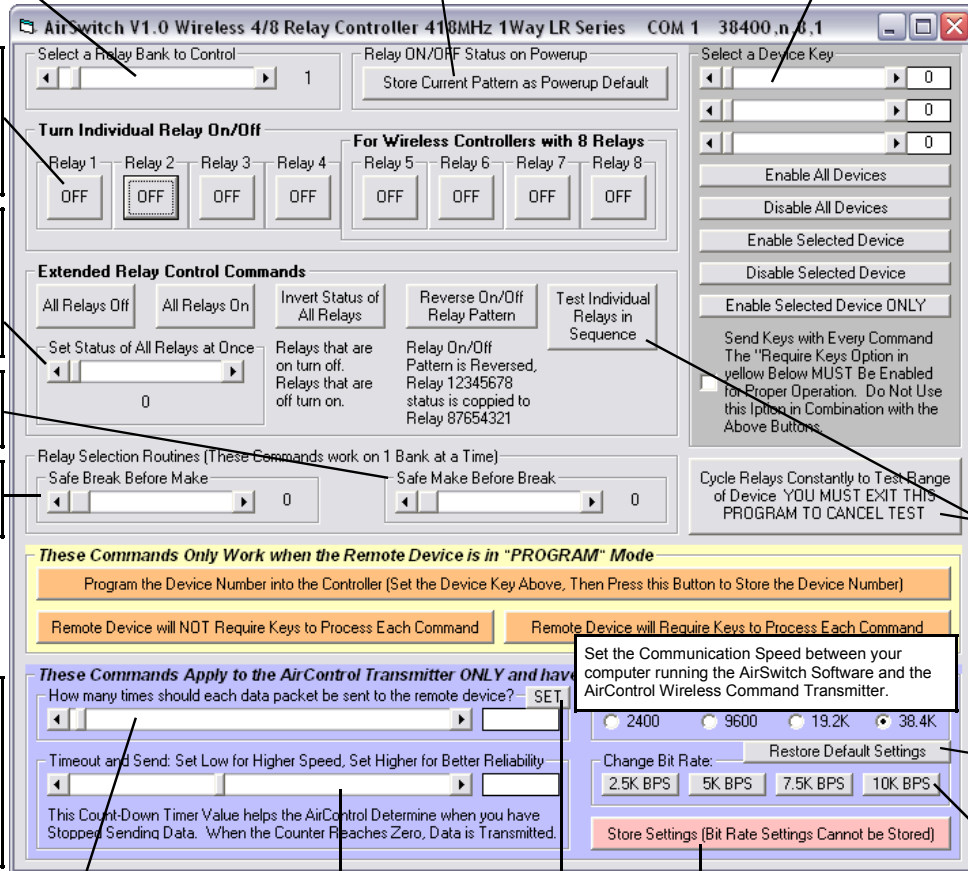 AirSwitch V1.0 Wireless 4/8 Relay Controller 418MHz 1Way LR Series COM 1 38400,n,8,1
Select a Relay Bank to Control
1
Relay ON/OFF Status on Powerup
Store Current Pattern as Powerup Default
Select a Device Key
0
0
0
Enable All Devices
Disable All Devices
Enable Selected Device
Disable Selected Device
Enable Selected Device ONLY
Send Keys with Every Command
The "Require Keys Option in
yellow Below MUST Be Enabled
for Proper Operation. Do Not Use
this Iption in Combination with the
Above Buttons.
Turn Individual Relay On/Off
For Wireless Controllers with 8 Relays
Relay 1 Relay 2 Relay 3 Relay 4 Relay 5 Relay 6 Relay 7 Relay 8
OFF OFF OFF OFF OFF OFF OFF OFF
Extended Relay Control Commands
All Relays Off
All Relays On
Invert Status of
All Relays
Reverse On/Off
Relay Pattern
Test Individual
Relays in
Sequence
Set Status of All Relays at Once
0
Relays that are
on turn off.
Relays that are
off turn on.
Relay On/Off
Pattern is Reversed,
Relay 12345678
status is coppied to
Relay 87654321
Relay Selection Routines (These Commands work on 1 Bank at a Time)
Safe Break Before Make
0
Safe Make Before Break
0
Cycle Relays Constantly to Test Range
of Device YOU MUST EXIT THIS
PROGRAM TO CANCEL TEST
These Commands Only Work when the Remote Device is in "PROGRAM" Mode
Program the Device Number into the Controller (Set the Device Key Above, Then Press this Button to Store the Device Number)
Remote Device will NOT Require Keys to Process Each Command
Remote Device will Require Keys to Process Each Command
These Commands Apply to the AirControl Transmitter ONLY and have
Set the Communication Speed between your
computer running the AirSwitch Software and the
AirControl Wireless Command Transmitter.
How many times should each data packet be sent to the remote device?
SET
2400 9600 19.2K 38.4K
Timeout and Send: Set Low for Higher Speed, Set Higher for Better Reliability
This Count-Down Timer Value helps the AirControl Determine when you have
Stopped Sending Data. When the Counter Reaches Zero, Data is Transmitted.
Restore Default Settings
Change Bit Rate:
2.5K BPS 5K BPS 7.5K BPS 10K BPS
Store Settings (Bit Rate Settings Cannot be Stored)